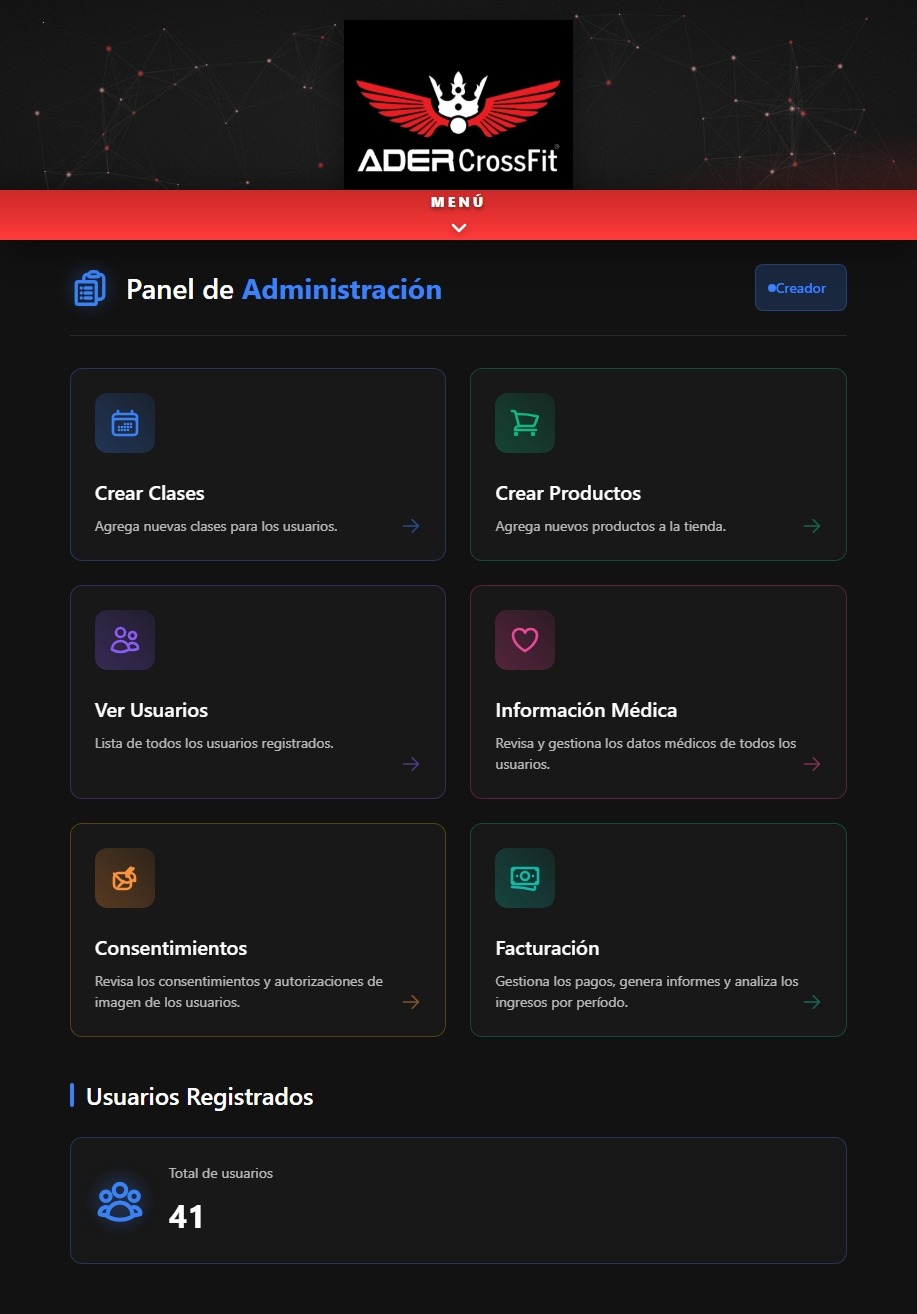 ADER CrossFit®
MENÚ
Panel de Administración
Creador
Crear Clases
Agrega nuevas clases para los usuarios.
Crear Productos
Agrega nuevos productos a la tienda.
Ver Usuarios
Lista de todos los usuarios registrados.
Información Médica
Revisa y gestiona los datos médicos de todos los
usuarios.
Consentimientos
Revisa los consentimientos y autorizaciones de
imagen de los usuarios.
Facturación
Gestiona los pagos, genera informes y analiza los
ingresos por período.
Usuarios Registrados
Total de usuarios
41